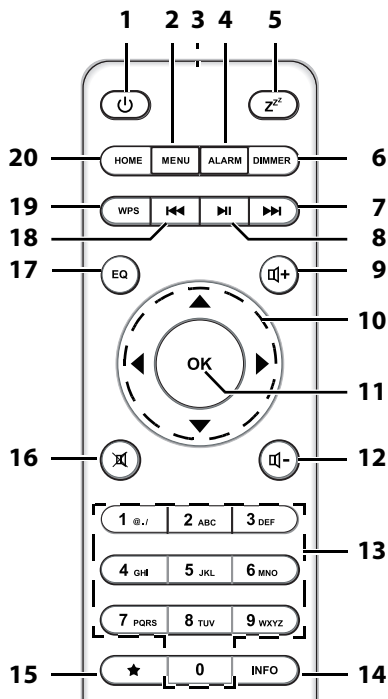 1 2 3 4 5
Zzz
20 HOME MENU ALARM DIMMER 6
19 WPS 7
18 8
17 EQ + 9
10
OK
11
16 - 12
1 @./ 2 ABC 3 DEF
13
4 GHI 5 JKL 6 MNO
7 PQRS 8 TUV 9 WXYZ
15 0 INFO 14